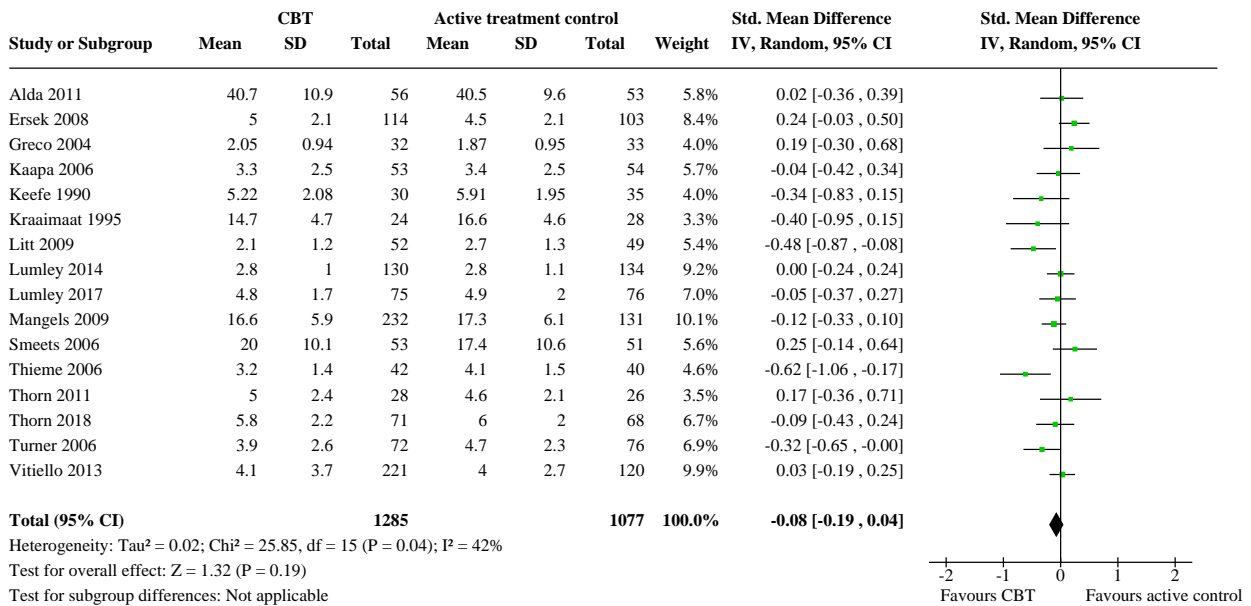 CBT Active treatment control Std. Mean Difference Std. Mean Difference
Study or Subgroup Mean SD Total Mean SD Total Weight IV, Random, 95% CI IV, Random, 95% CI
Alda 2011 40.7 10.9 56 40.5 9.6 53 5.8% 0.02 [-0.36 , 0.39]
Ersek 2008 5 2.1 114 4.5 2.1 103 8.4% 0.24 [-0.03 , 0.50]
Greco 2004 2.05 0.94 32 1.87 0.95 33 4.0% 0.19 [-0.30 , 0.68]
Kaapa 2006 3.3 2.5 53 3.4 2.5 54 5.7% -0.04 [-0.42 , 0.34]
Keefe 1990 5.22 2.08 30 5.91 1.95 35 4.0% -0.34 [-0.83 , 0.15]
Kraaimaat 1995 14.7 4.7 24 16.6 4.6 28 3.3% -0.40 [-0.95 , 0.15]
Litt 2009 2.1 1.2 52 2.7 1.3 49 5.4% -0.48 [-0.87 , -0.08]
Lumley 2014 2.8 1 130 2.8 1.1 134 9.2% 0.00 [-0.24 , 0.24]
Lumley 2017 4.8 1.7 75 4.9 2 76 7.0% -0.05 [-0.37 , 0.27]
Mangels 2009 16.6 5.9 232 17.3 6.1 131 10.1% -0.12 [-0.33 , 0.10]
Smeets 2006 20 10.1 53 17.4 10.6 51 5.6% 0.25 [-0.14 , 0.64]
Thieme 2006 3.2 1.4 42 4.1 1.5 40 4.6% -0.62 [-1.06 , -0.17]
Thorn 2011 5 2.4 28 4.6 2.1 26 3.5% 0.17 [-0.36 , 0.71]
Thorn 2018 5.8 2.2 71 6 2 68 6.7% -0.09 [-0.43 , 0.24]
Turner 2006 3.9 2.6 72 4.7 2.3 76 6.9% -0.32 [-0.65 , -0.00]
Vitiello 2013 4.1 3.7 221 4 2.7 120 9.9% 0.03 [-0.19 , 0.25]
Total (95% CI) 1285 1077 100.0% -0.08 [-0.19 , 0.04]
Heterogeneity: Tau² = 0.02; Chi² = 25.85, df = 15 (P = 0.04); I² = 42%
Test for overall effect: Z = 1.32 (P = 0.19)
Test for subgroup differences: Not applicable
-2 -1 0 1 2
Favours CBT Favours active control